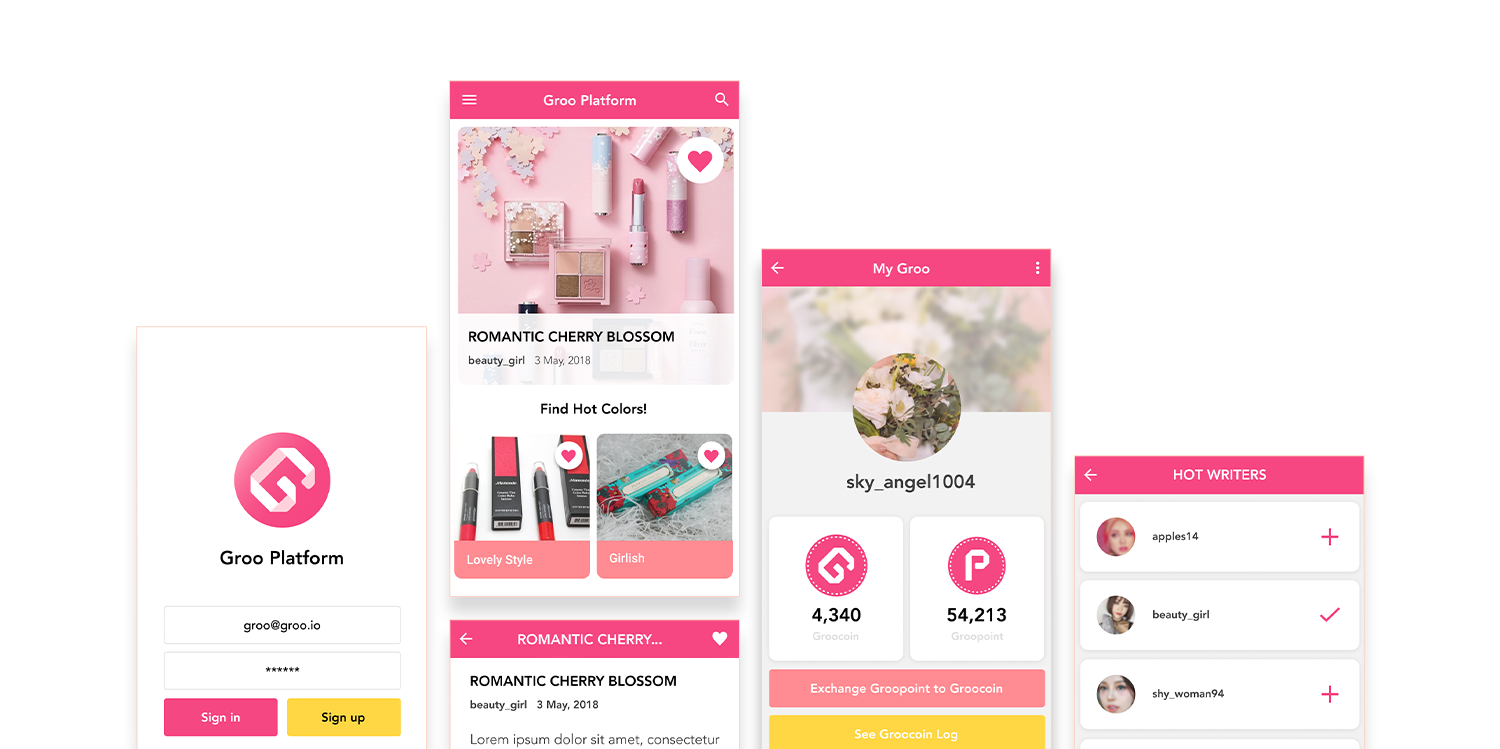 Groo Platform
groo@groo.io
******
Sign in
Sign up
Groo Platform
ROMANTIC CHERRY BLOSSOM
beauty_girl 3 May, 2018
Find Hot Colors!
Lovely Style
Girlish
ROMANTIC CHERRY...
ROMANTIC CHERRY BLOSSOM
beauty_girl 3 May, 2018
Lorem ipsum dolor sit amet, consectetur
My Groo
sky_angel1004
4,340
Groocoin
P
54,213
Groopoint
Exchange Groopoint to Groocoin
See Groocoin Log
HOT WRITERS
apples14
beauty_girl
shy_woman94